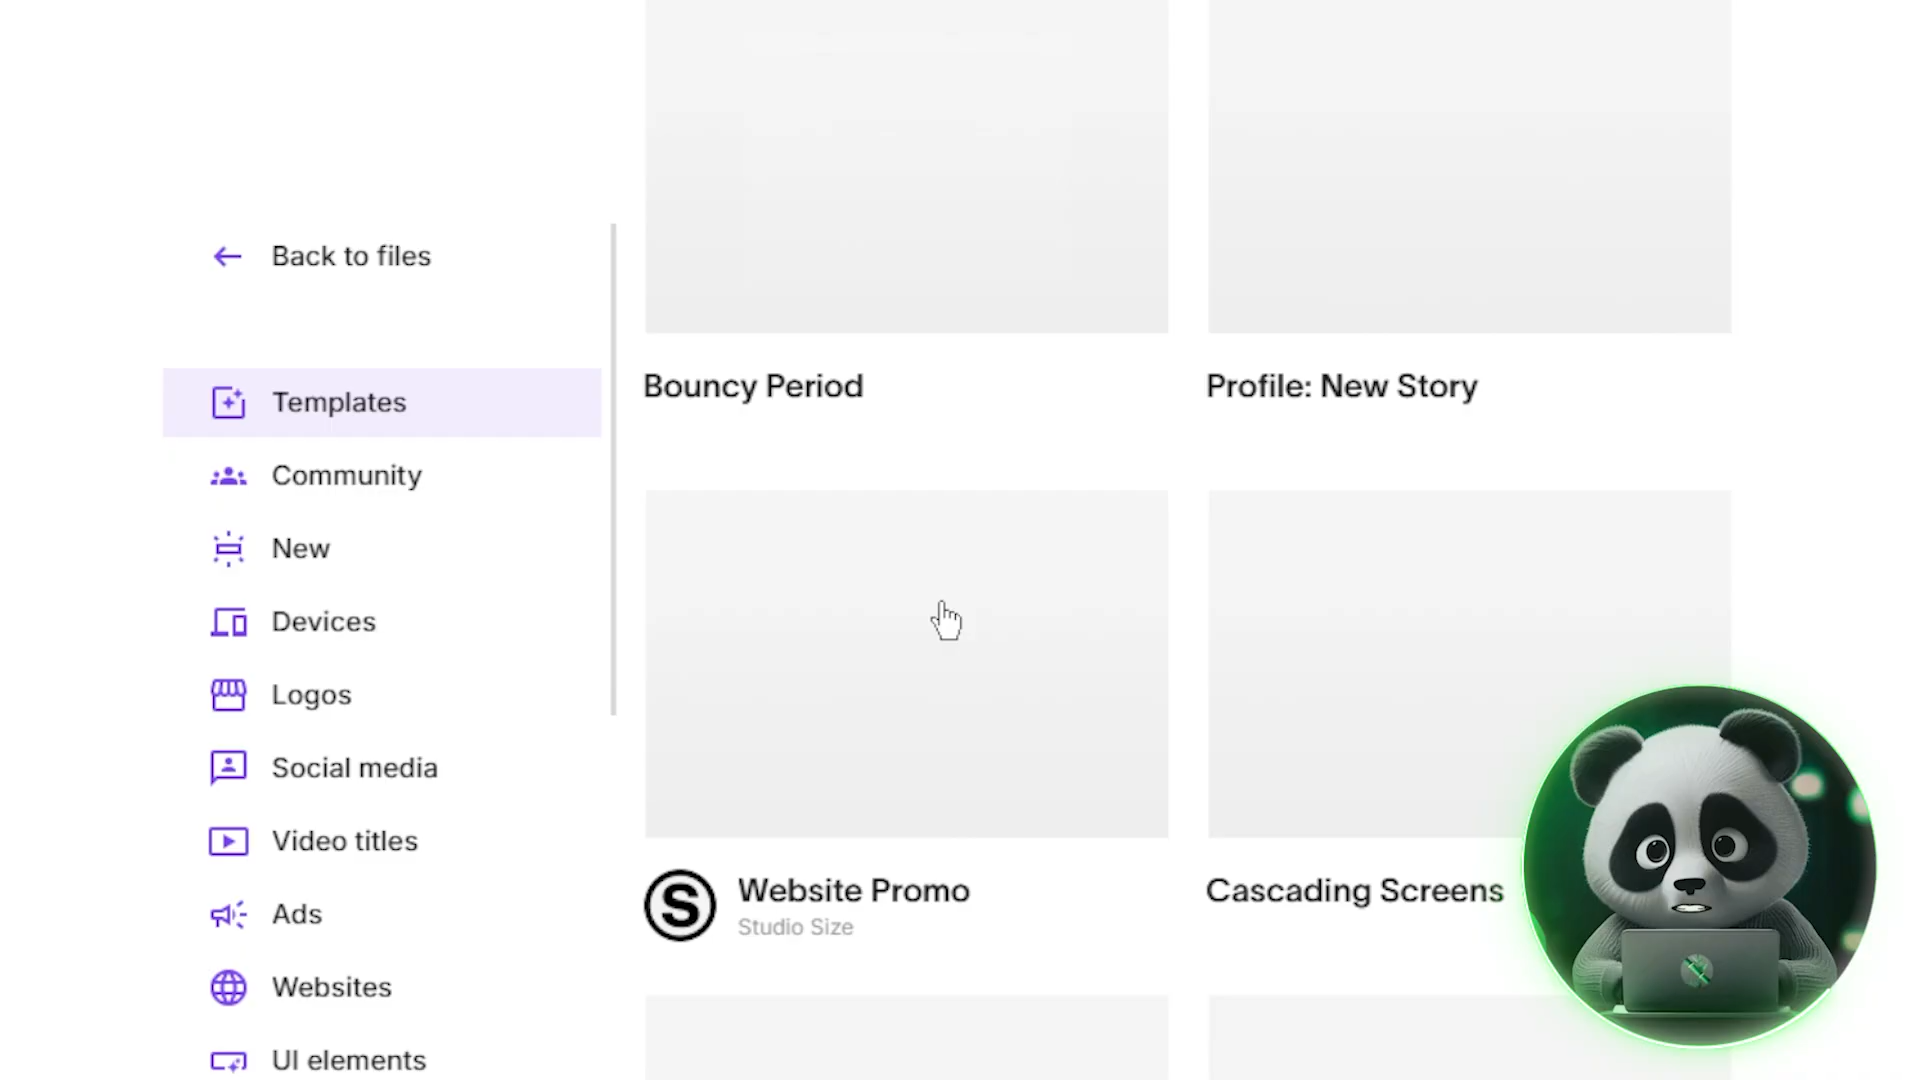 Back to files
Templates
Community
New
Devices
Logos
Social media
Video titles
Ads
Websites
UI elements
Bouncy Period
Profile: New Story
S
Website Promo
Studio Size
Cascading Screens